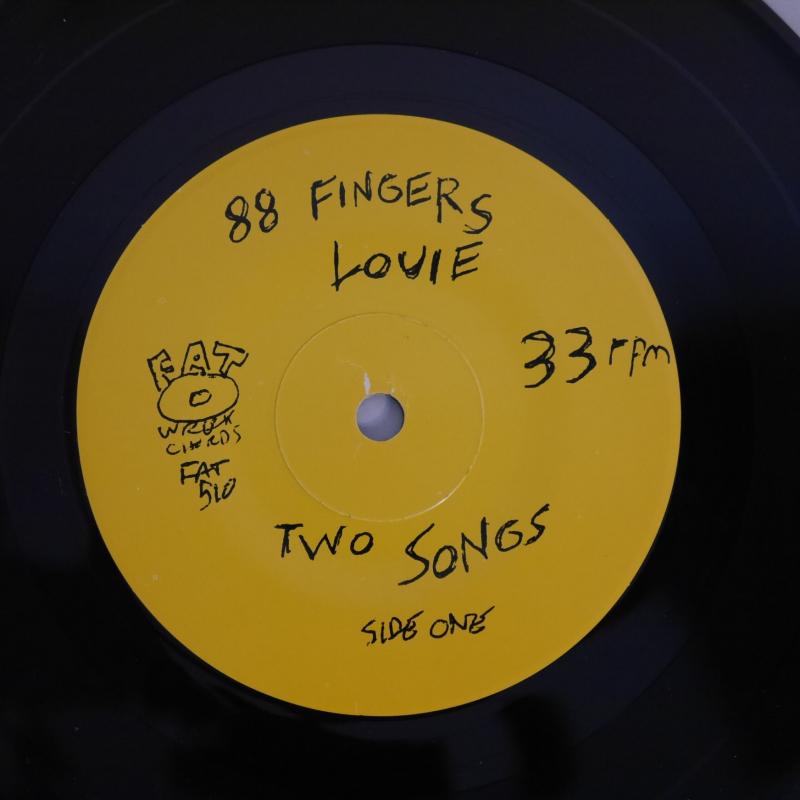 88 FINGERS
LOUIE
33 rpm
FAT
WRECK
CHORDS
FAT
510
TWO SONGS
SIDE ONE